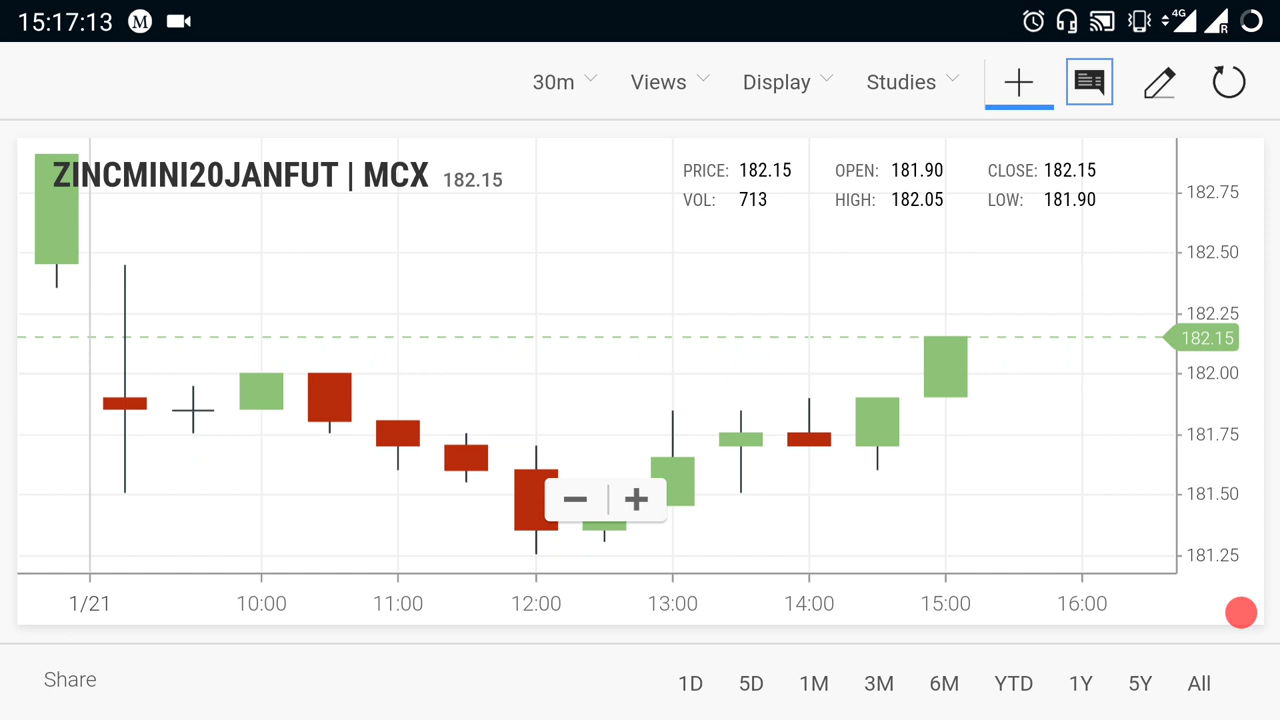 15:17:13 M 4G R
30m Views Display Studies
ZINCMINI20JANFUT | MCX 182.15
PRICE: 182.15 OPEN: 181.90 CLOSE: 182.15
VOL: 713 HIGH: 182.05 LOW: 181.90
182.75
182.50
182.25
182.15
182.00
181.75
181.50
181.25
1/21 10:00 11:00 12:00 13:00 14:00 15:00 16:00
Share 1D 5D 1M 3M 6M YTD 1Y 5Y All